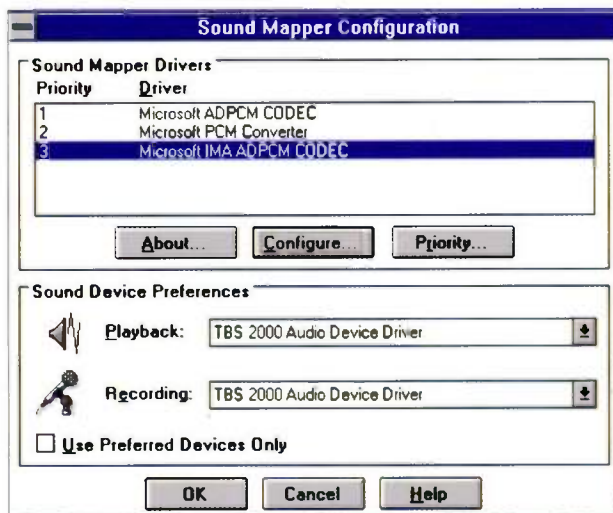 Sound Mapper Configuration
Sound Mapper Drivers
Priority Driver
1 Microsoft ADPCM CODEC
2 Microsoft PCM Converter
3 Microsoft IMA ADPCM CODEC
About... Configure... Priority...
Sound Device Preferences
Playback: TBS 2000 Audio Device Driver
Recording: TBS 2000 Audio Device Driver
Use Preferred Devices Only
OK Cancel Help